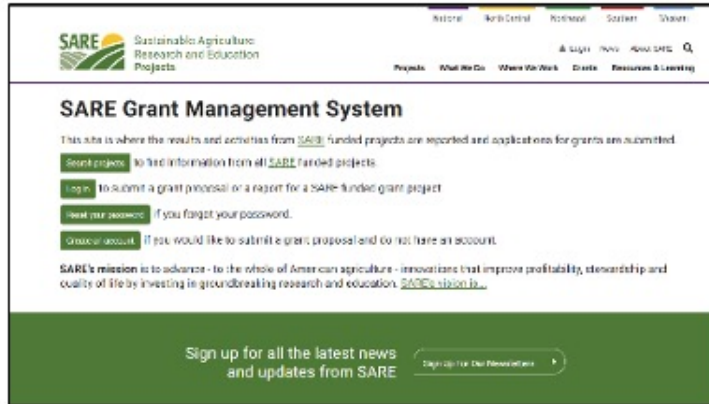 National North Central Northeast Southern Western
SARE Sustainable Agriculture
Research and Education
Projects
Login News About SARE
Projects What We Do Where We Work Grants Resources & Learning
SARE Grant Management System
This site is where the results and activities from SARE funded projects are reported and applications for grants are submitted.
Search projects to find information from all SARE funded projects
Log in to submit a grant proposal or a report for a SARE funded grant project
Reset your password if you forgot your password.
Create an account if you would like to submit a grant proposal and do not have an account.
SARE's mission is to advance - to the whole of American agriculture - innovations that improve profitability, stewardship and
quality of life by investing in groundbreaking research and education. SARE's vision is...
Sign up for all the latest news
and updates from SARE
Sign Up For Our Newsletters